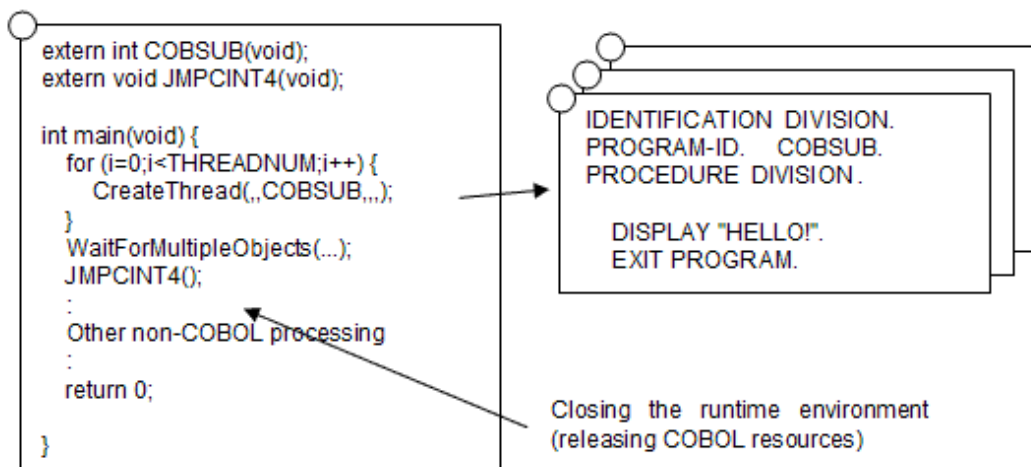 extern int COBSUB(void);
extern void JMPCINT4(void);
int main(void) {
for (i=0;i<THREADNUM;i++) {
CreateThread(,,COBSUB,,,);
}
WaitForMultipleObjects(...);
JMPCINT4();
:
Other non-COBOL processing
:
return 0;
}
IDENTIFICATION DIVISION.
PROGRAM-ID. COBSUB.
PROCEDURE DIVISION.
DISPLAY "HELLO!".
EXIT PROGRAM.
Closing the runtime environment
(releasing COBOL resources)